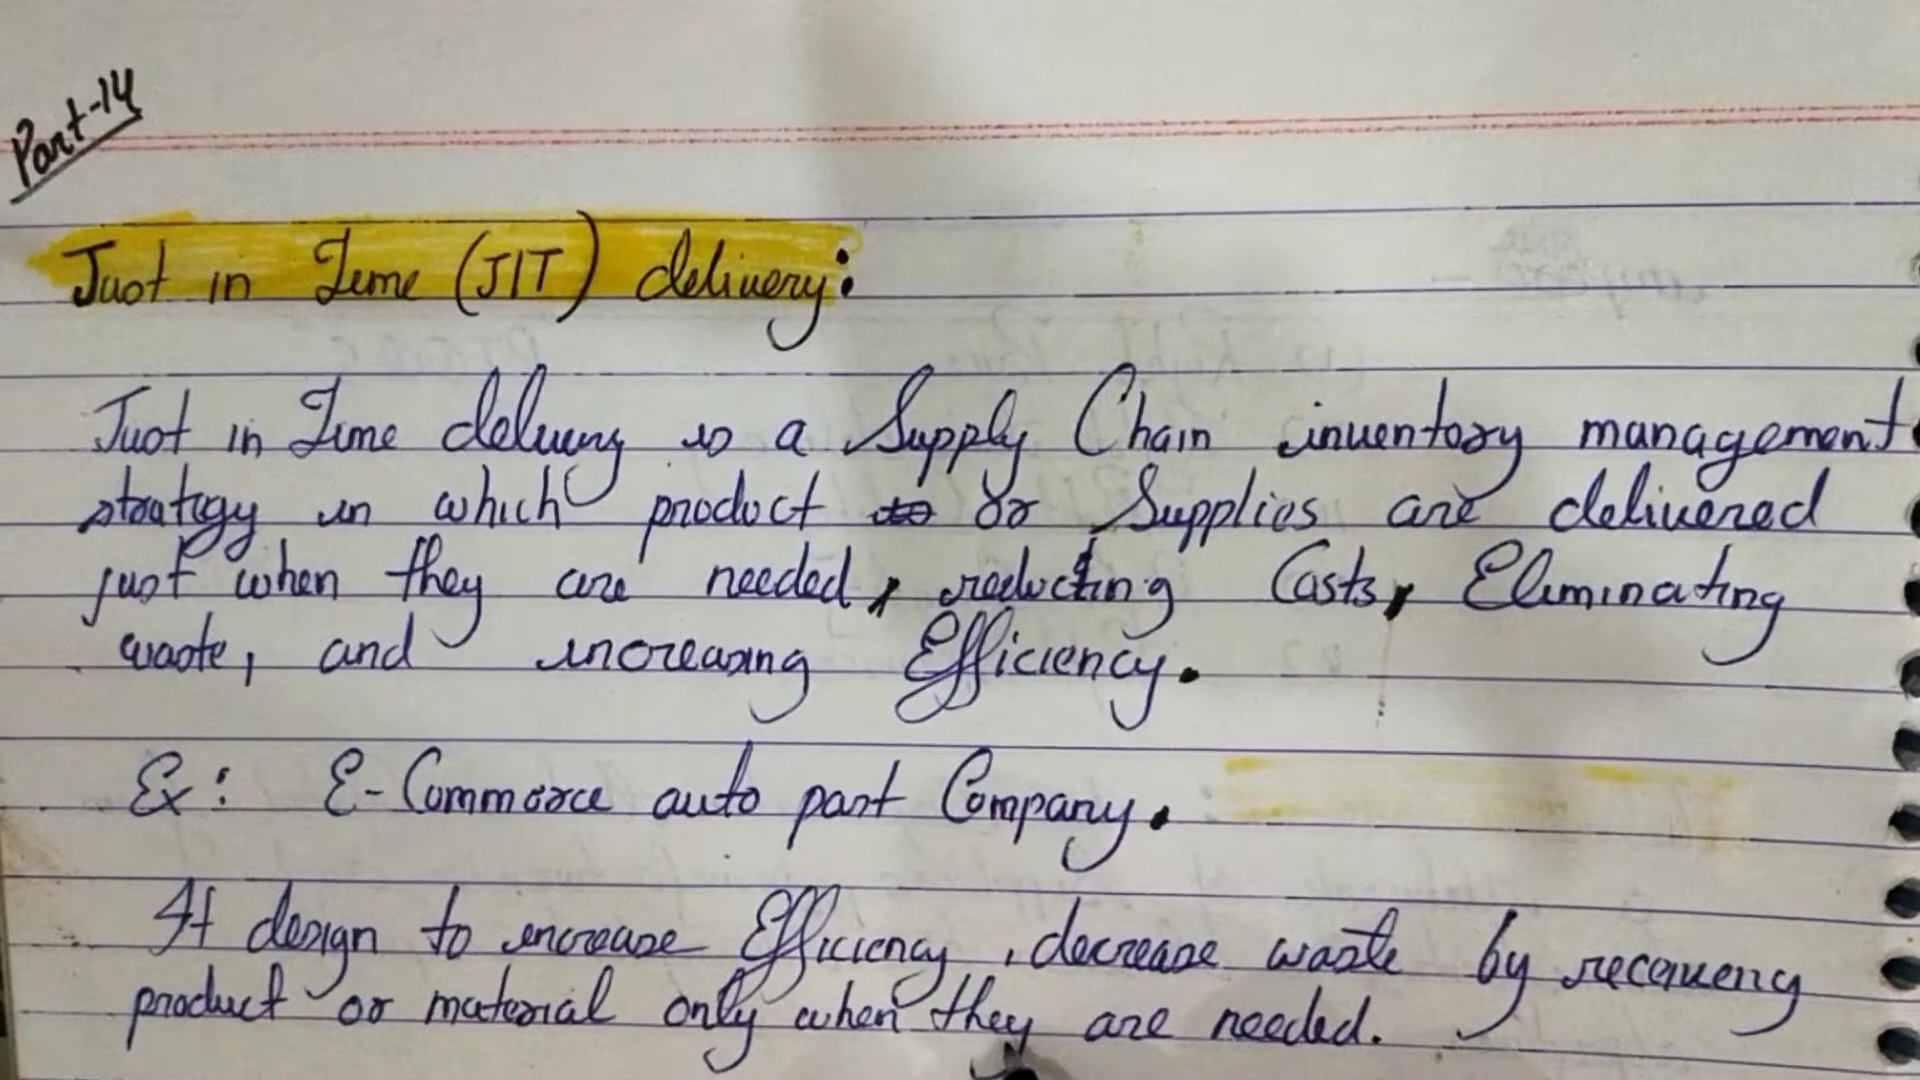 Part-14
Just in Time (JIT) delivery:
Just in Time delivery is a Supply Chain inventory management
strategy in which product or Supplies are delivered
just when they are needed, reducting Costs, Eliminating
waste, and increasing Efficiency.
Ex: E-Commerce auto part Company.
It design to increase Efficiency, decrease waste by receiveng
product or material only when they are needed.